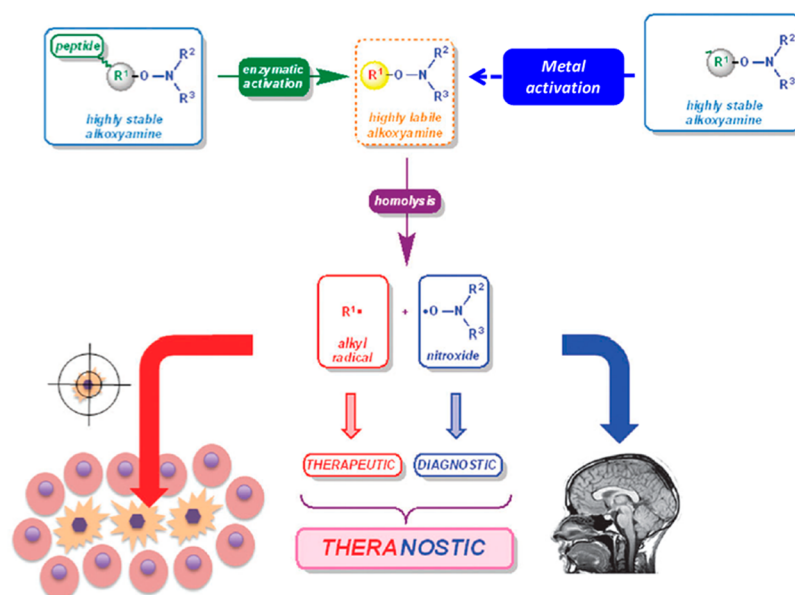 peptide
R¹ – O – N
R²
R³
highly stable
alkoxyamine
enzymatic
activation
R¹ – O – N
R²
R³
highly labile
alkoxyamine
Metal
activation
R¹ – O – N
R²
R³
highly stable
alkoxyamine
homolysis
R¹•
alkyl
radical
+
•O – N
R²
R³
nitroxide
THERAPEUTIC
DIAGNOSTIC
THERANOSTIC